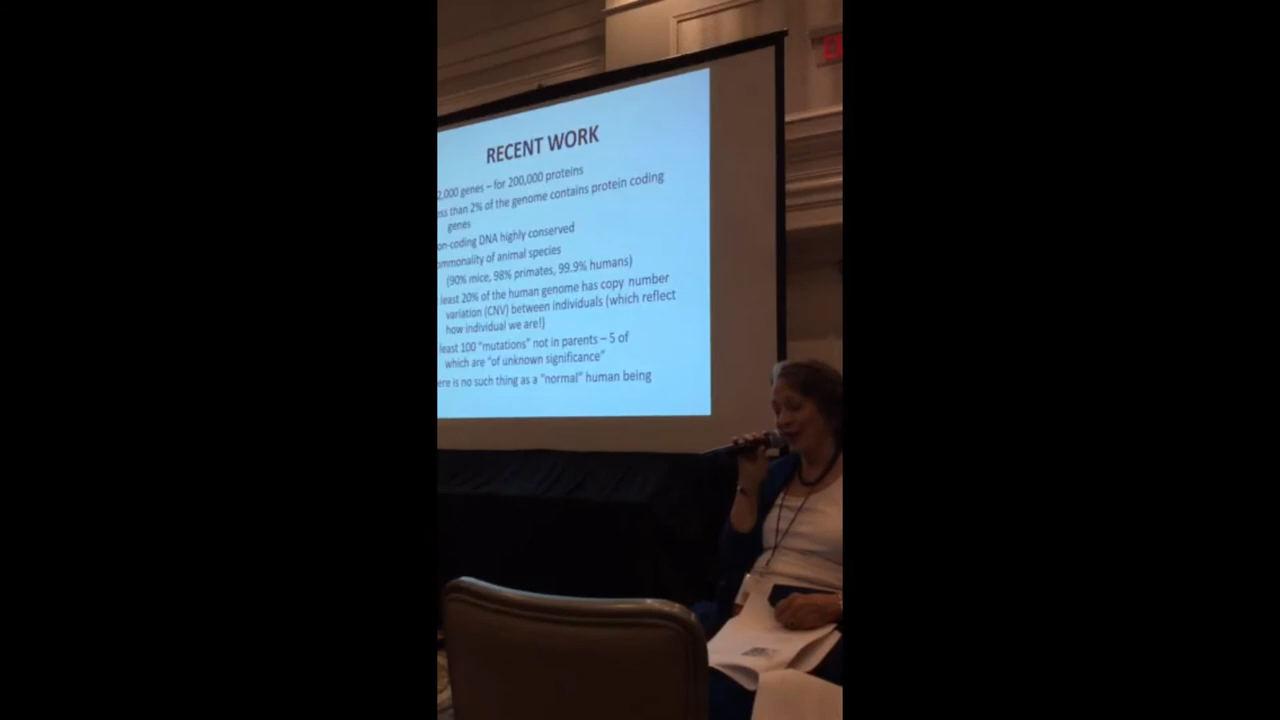 RECENT WORK
2,000 genes – for 200,000 proteins
ess than 2% of the genome contains protein coding
genes
on-coding DNA highly conserved
ommonality of animal species
(90% mice, 98% primates, 99.9% humans)
least 20% of the human genome has copy number
variation (CNV) between individuals (which reflect
how individual we are!)
least 100 "mutations" not in parents – 5 of
which are "of unknown significance"
ere is no such thing as a "normal" human being